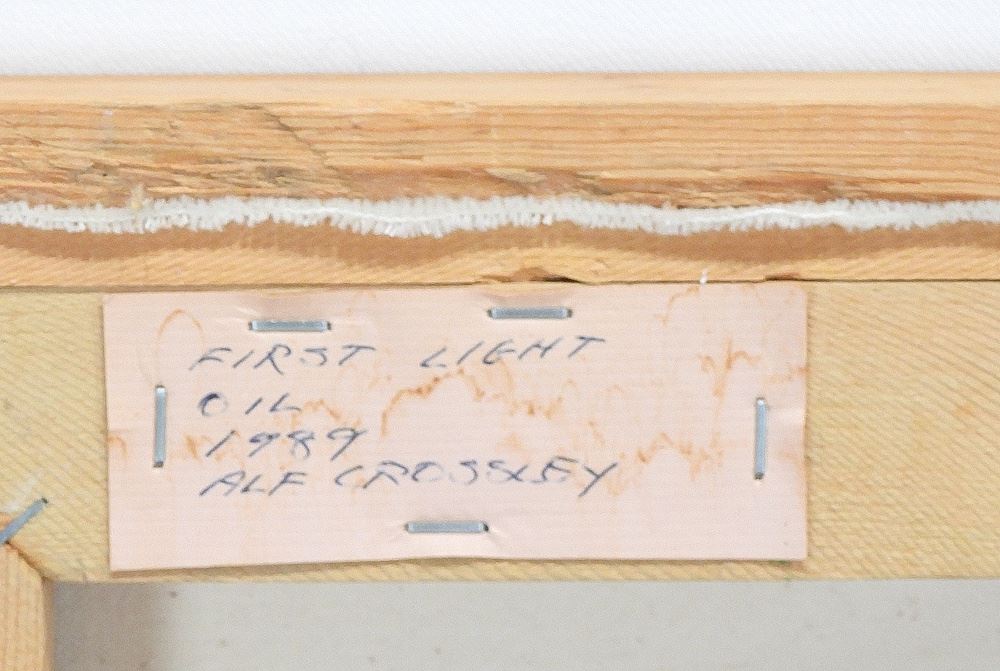 FIRST LIGHT
OIL
1989
ALF CROSSLEY